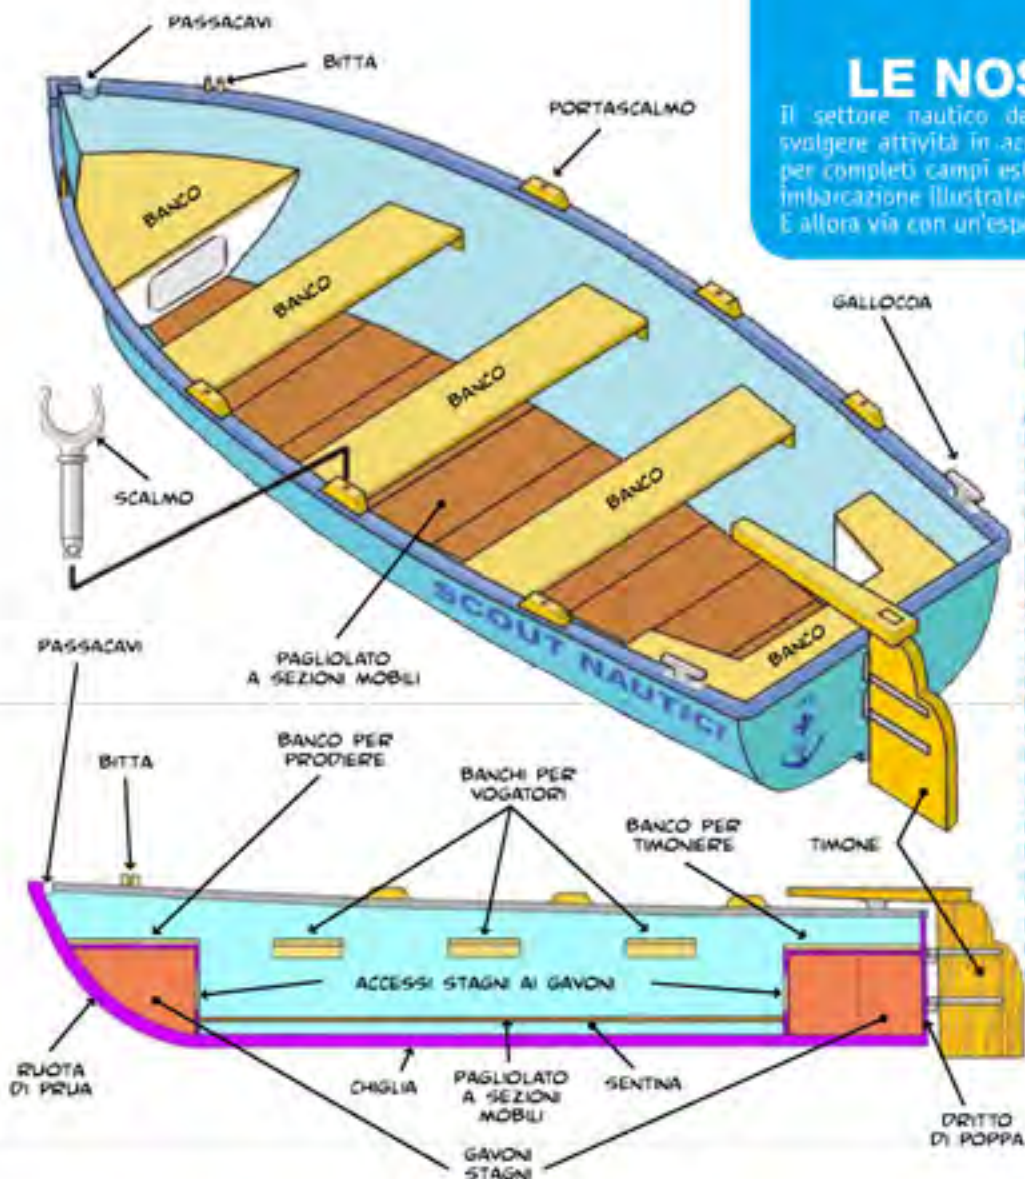 PASSACAVI
BITTA
PORTASCALMO
LE NOS
Il settore nautico de
svolgere attività in ac
per completi campi es
imbarcazione illustrate
E allora via con un'esp
BANCO
BANCO
GALLOCCIA
BANCO
SCALMO
BANCO
SCOUT NAUTICI
BANCO
PASSACAVI
PAGLIOLATO
A SEZIONI MOBILI
BITTA
BANCO PER
PRODIERE
BANCHI PER
VOGATORI
BANCO PER
TIMONIERE
TIMONE
ACCESSI STAGNI AI GAVONI
RUOTA
DI PRUA
CHIGLIA
PAGLIOLATO
A SEZIONI
MOBILI
SENTINA
DRITTO
DI POPPA
GAVONI
STAGNI